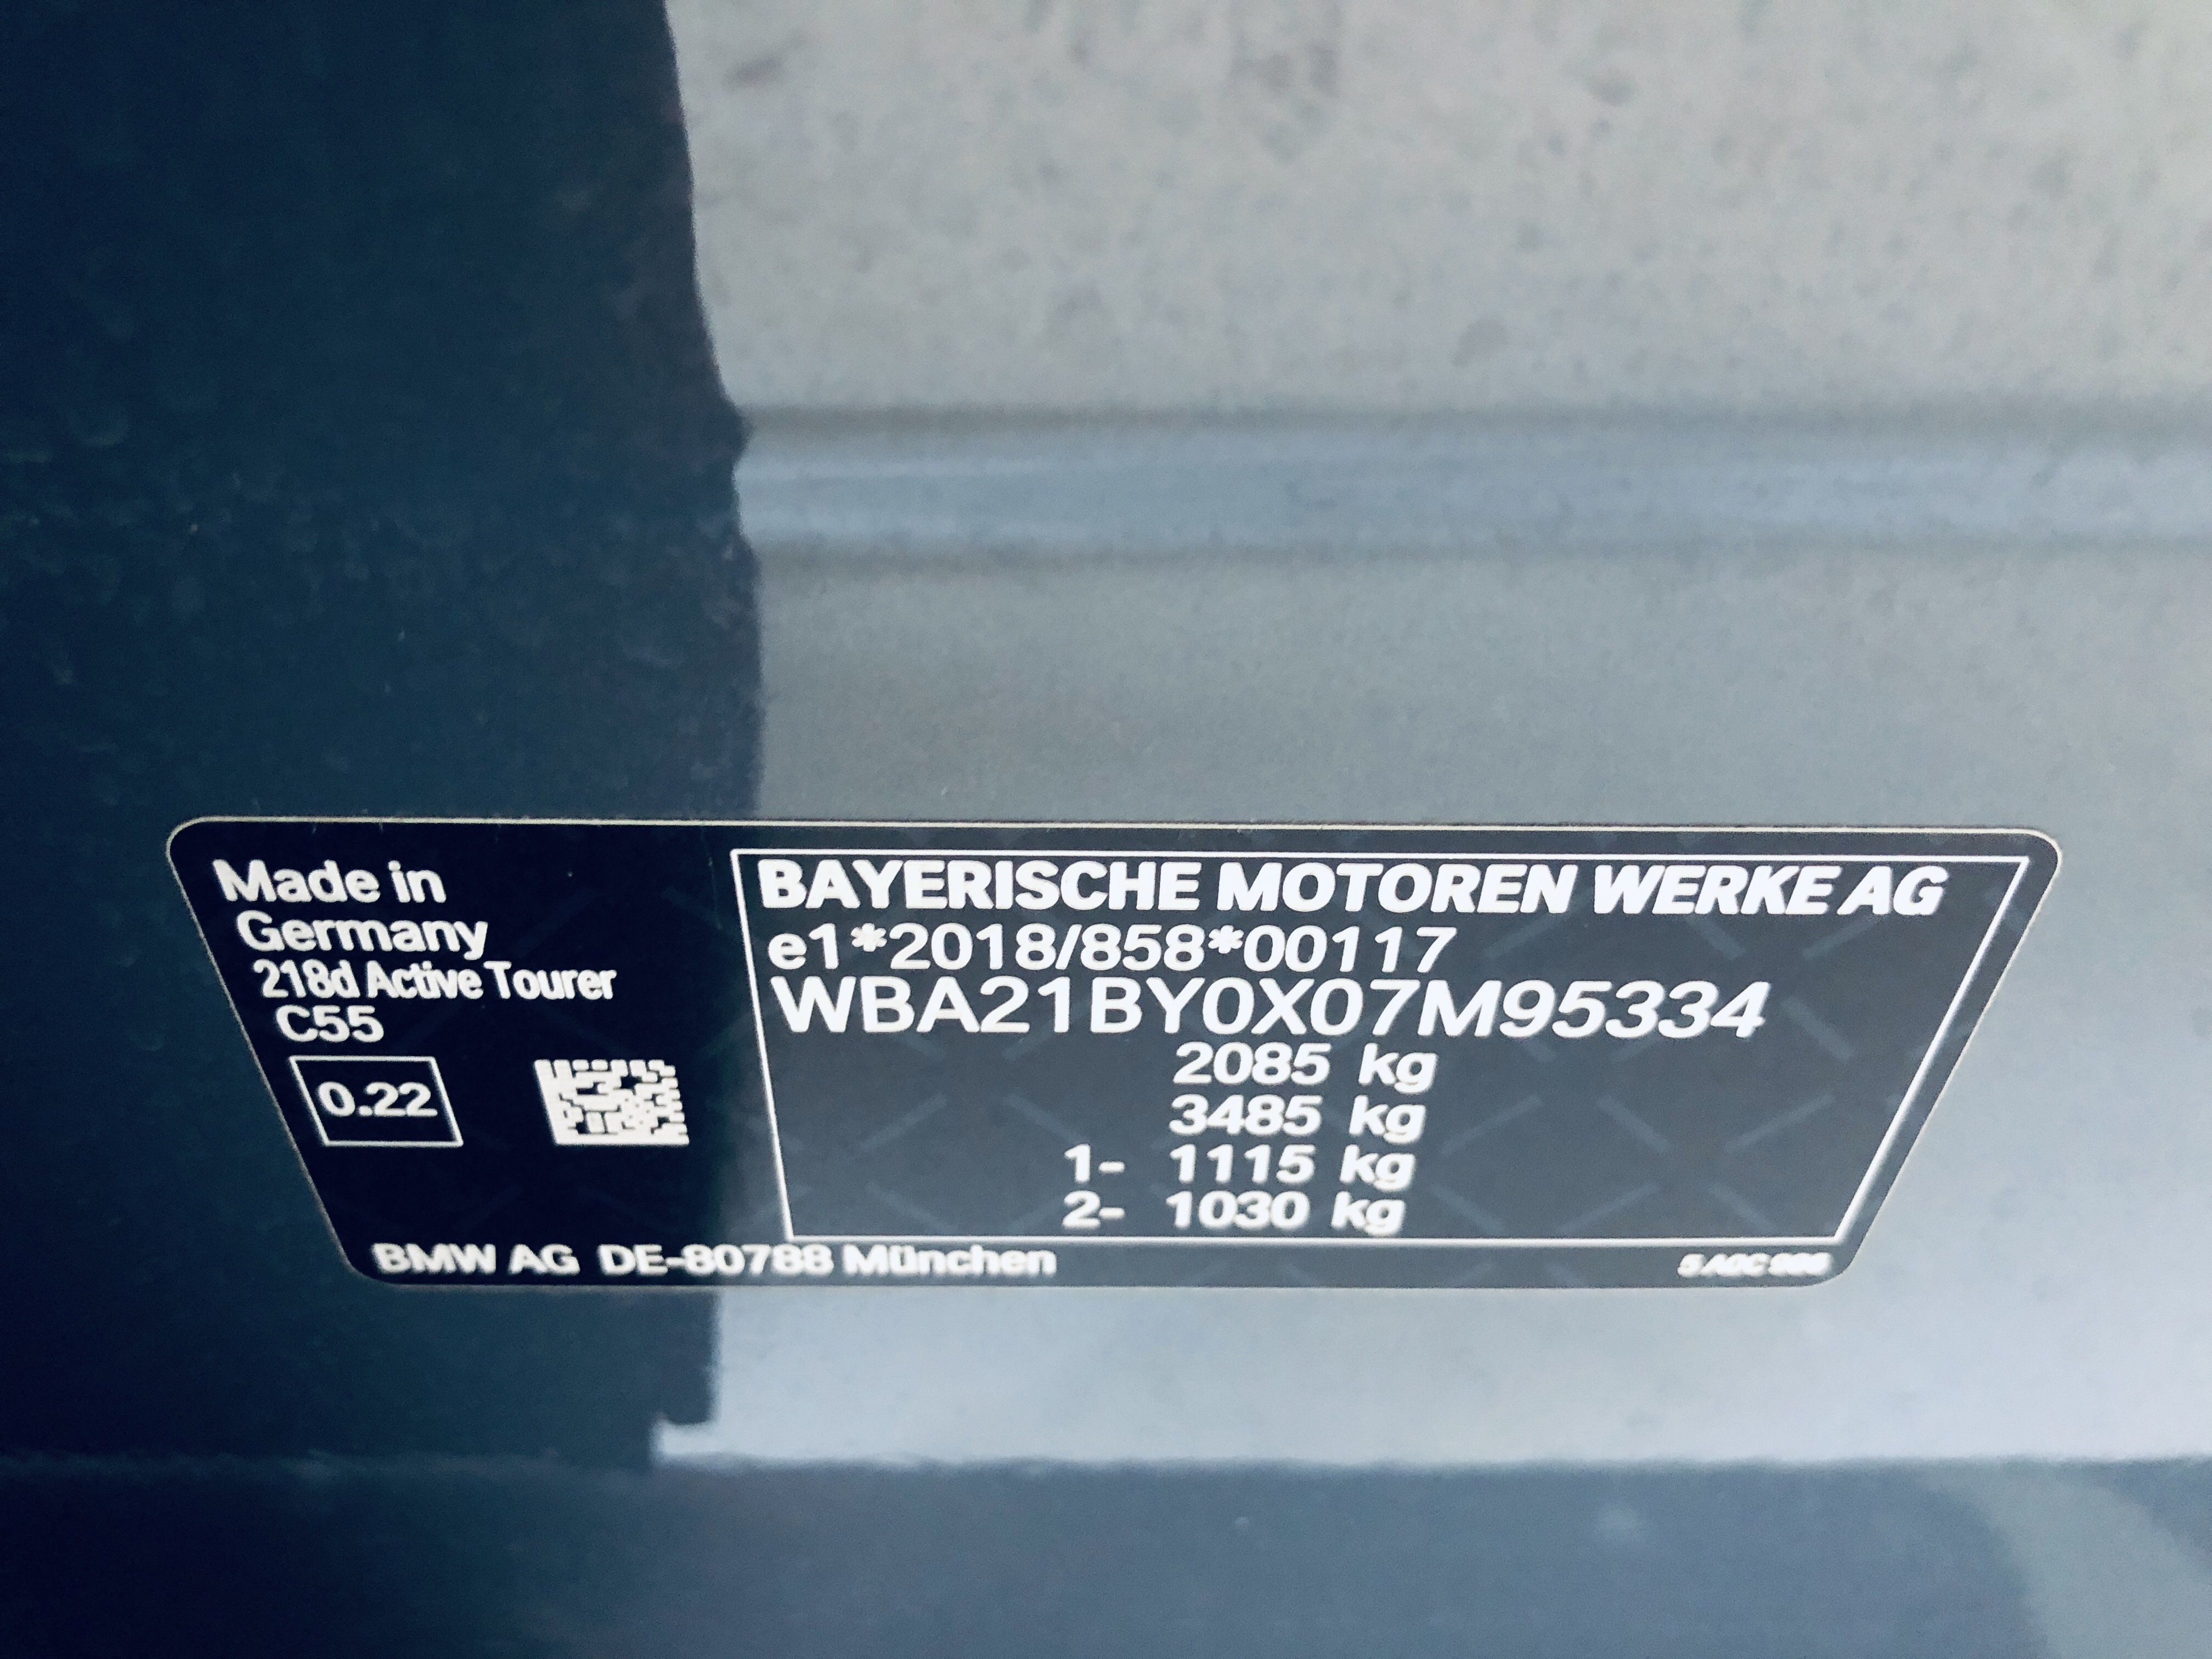 Made in
Germany
218d Active Tourer
C55
0.22
BAYERISCHE MOTOREN WERKE AG
e1*2018/858*00117
WBA21BY0X07M95334
2085 kg
3485 kg
1- 1115 kg
2- 1030 kg
BMW AG DE-80788 München